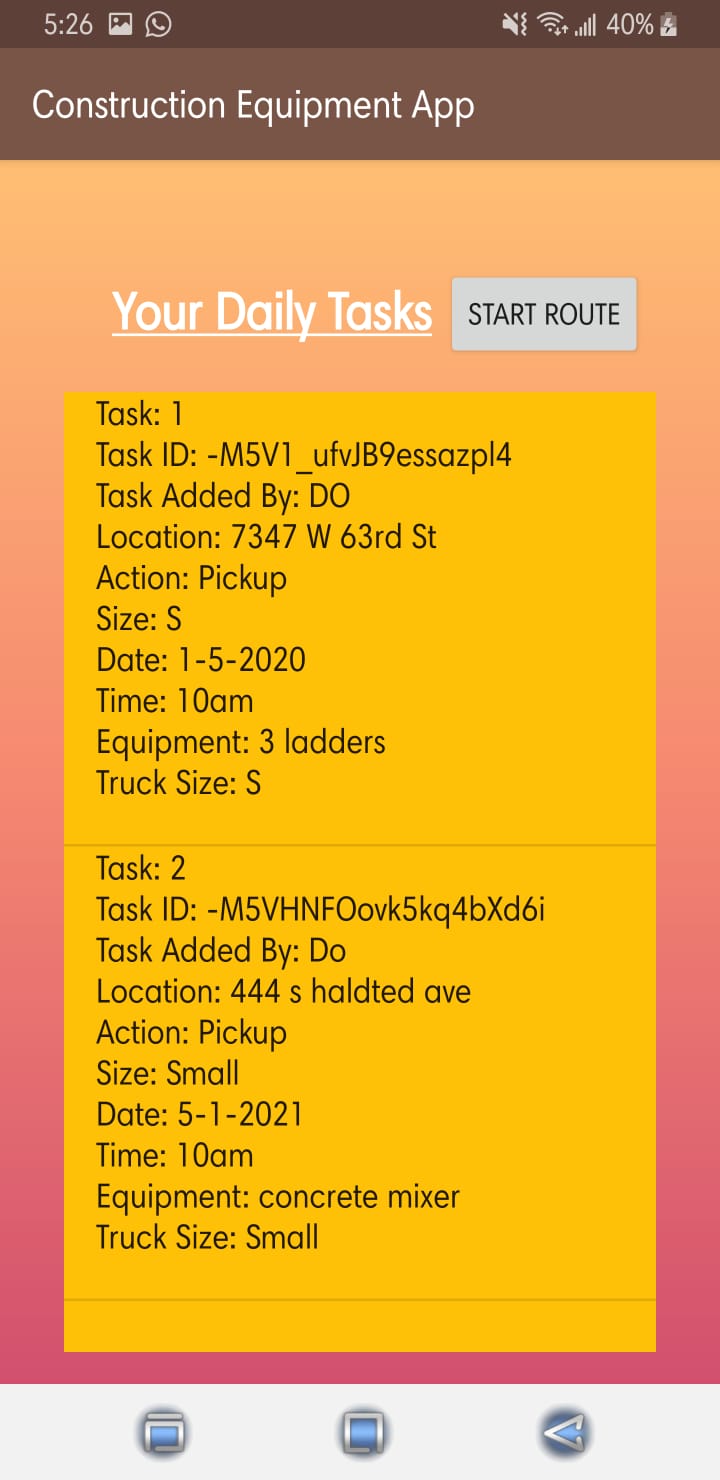 5:26 40%
Construction Equipment App
Your Daily Tasks START ROUTE
Task: 1
Task ID: -M5V1_ufvJB9essazpl4
Task Added By: DO
Location: 7347 W 63rd St
Action: Pickup
Size: S
Date: 1-5-2020
Time: 10am
Equipment: 3 ladders
Truck Size: S
Task: 2
Task ID: -M5VHNFOovk5kq4bXd6i
Task Added By: Do
Location: 444 s haldted ave
Action: Pickup
Size: Small
Date: 5-1-2021
Time: 10am
Equipment: concrete mixer
Truck Size: Small